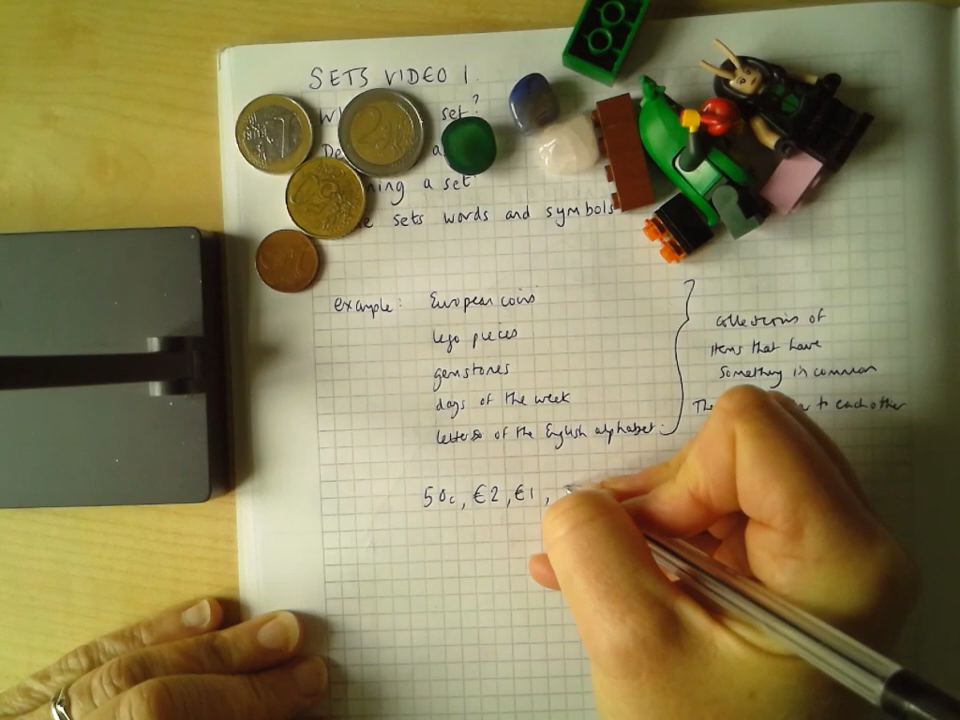 SETS VIDEO 1.
set?
a
ning a set
sets words and symbols
example: European coins
lego pieces
gemstones
days of the week
letters of the English alphabet.
collections of
items that have
something in common
to each other
50c, €2, €1,